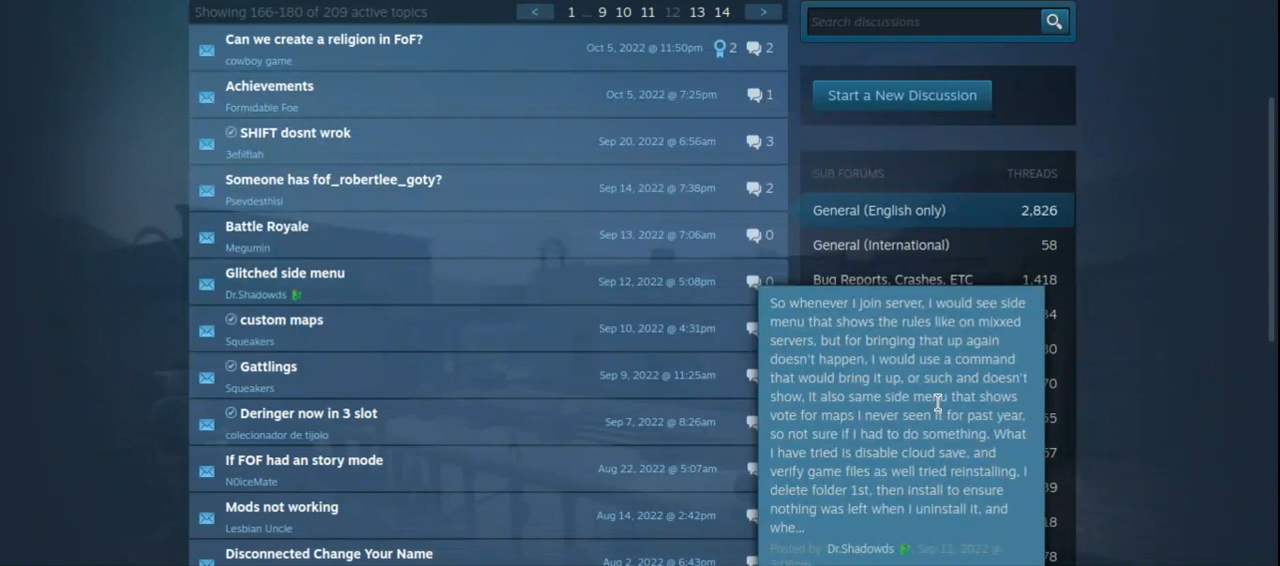 Showing 166-180 of 209 active topics
< 1 ... 9 10 11 12 13 14 >
Search discussions
Can we create a religion in FoF?
cowboy game
Oct 5, 2022 @ 11:50pm
2
2
Achievements
Formidable Foe
Oct 5, 2022 @ 7:25pm
1
Start a New Discussion
SHIFT dosnt wrok
3efilflah
Sep 20, 2022 @ 6:56am
3
Someone has fof_robertlee_goty?
Psevdesthisi
Sep 14, 2022 @ 7:38pm
2
Battle Royale
Megumin
Sep 13, 2022 @ 7:06am
0
Glitched side menu
Dr.Shadowds
Sep 12, 2022 @ 5:08pm
0
custom maps
Squeakers
Sep 10, 2022 @ 4:31pm
Gattlings
Squeakers
Sep 9, 2022 @ 11:25am
Deringer now in 3 slot
colecionador de tijolo
Sep 7, 2022 @ 8:26am
If FOF had an story mode
N0iceMate
Aug 22, 2022 @ 5:07am
Mods not working
Lesbian Uncle
Aug 14, 2022 @ 2:42pm
Disconnected Change Your Name
Aug 2, 2022 @ 6:43pm
SUB FORUMS THREADS
General (English only) 2,826
General (International) 58
Bug Reports, Crashes, ETC 1,418
So whenever I join server, i would see side
menu that shows the rules like on mixxed
servers, but for bringing that up again
doesn't happen, I would use a command
that would bring it up, or such and doesn't
show, It also same side menu that shows
vote for maps I never seen it for past year,
so not sure if I had to do something. What
I have tried is disable cloud save, and
verify game files as well tried reinstalling, I
delete folder 1st, then install to ensure
nothing was left when I uninstall it, and
whe...
Posted by: Dr.Shadowds, Sep 12, 2022 @